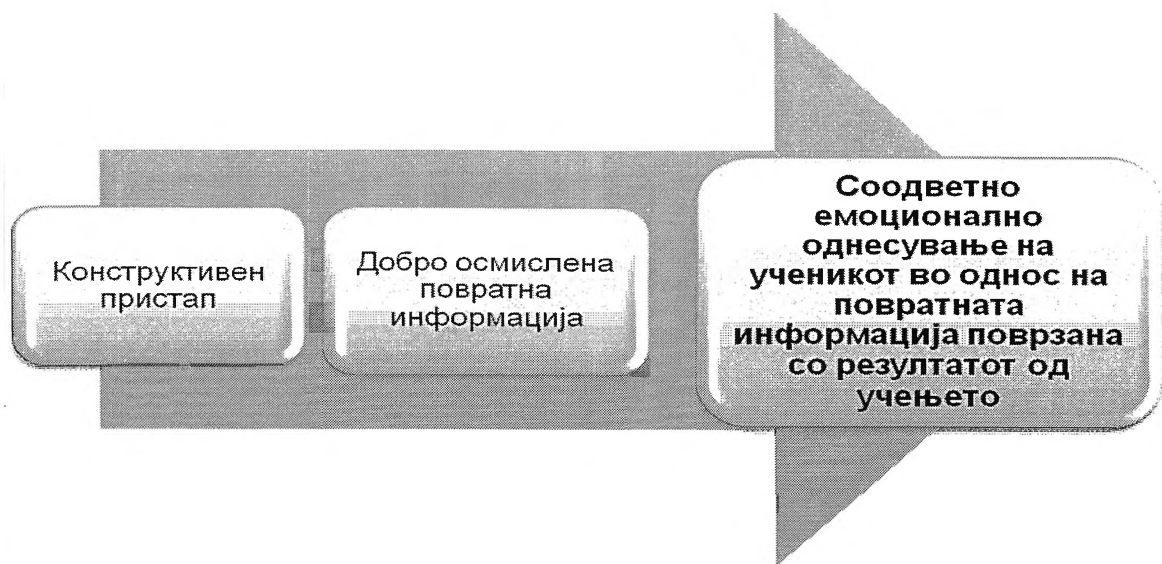 Конструктивен
пристап
Добро осмислена
повратна
информација
Соодветно
емоционално
однесување на
ученикот во однос на
повратната
информација поврзана
со резултатот од
учењето